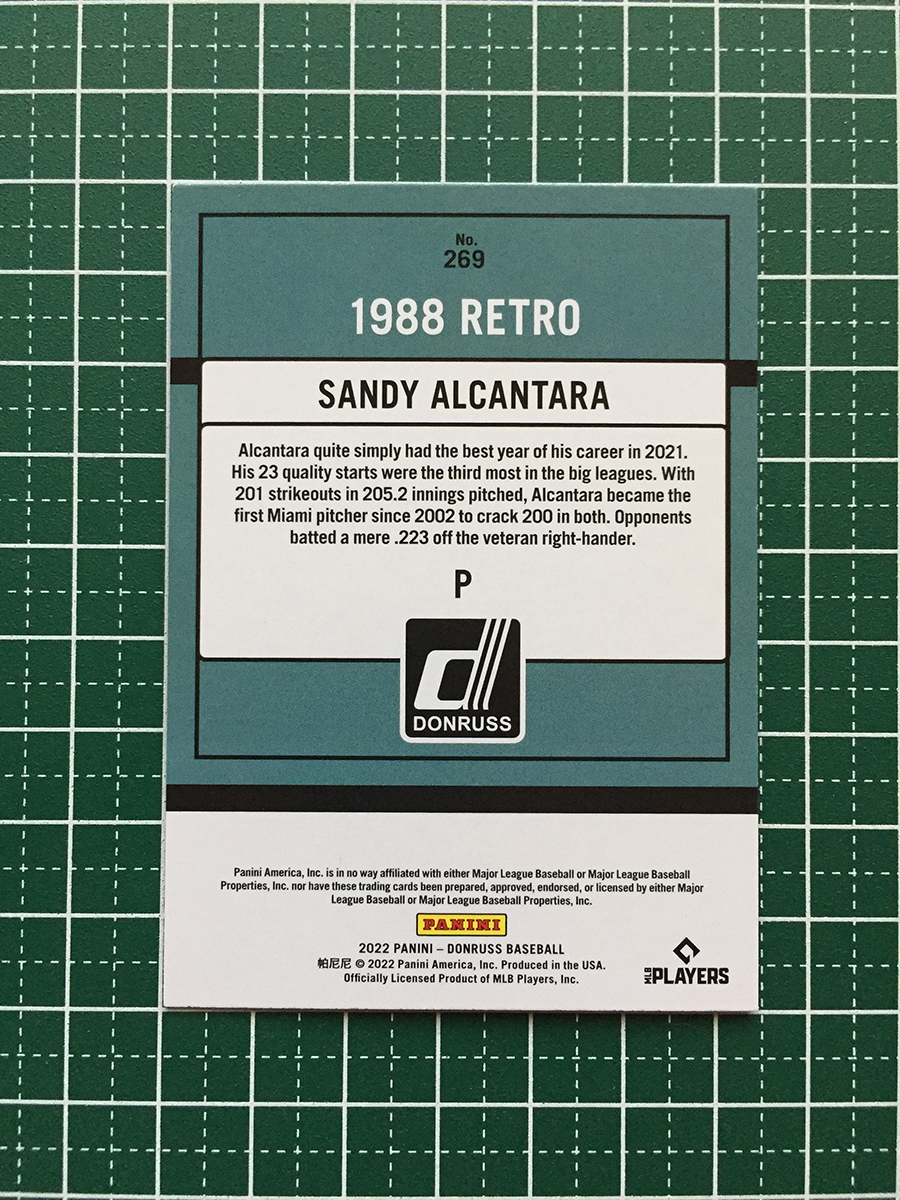 No.
269
1988 RETRO
SANDY ALCANTARA
Alcantara quite simply had the best year of his career in 2021.
His 23 quality starts were the third most in the big leagues. With
201 strikeouts in 205.2 innings pitched, Alcantara became the
first Miami pitcher since 2002 to crack 200 in both. Opponents
batted a mere .223 off the veteran right-hander.
P
d
DONRUSS
Panini America, Inc. is in no way affiliated with either Major League Baseball or Major League Baseball
Properties, Inc. nor have these trading cards been prepared, approved, endorsed, or licensed by either Major
League Baseball or Major League Baseball Properties, Inc.
PANINI
2022 PANINI – DONRUSS BASEBALL
帕尼尼 © 2022 Panini America, Inc. Produced in the USA.
Officially Licensed Product of MLB Players, Inc.
MLB PLAYERS